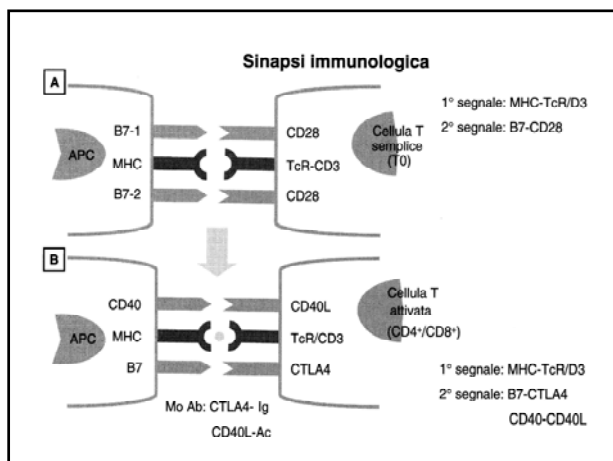 Sinapsi immunologica
A
B7-1
CD28
APC
MHC
TcR-CD3
B7-2
CD28
Cellula T
semplice
(T0)
1° segnale: MHC-TcR/D3
2° segnale: B7-CD28
B
CD40
CD40L
APC
MHC
TcR/CD3
B7
CTLA4
Cellula T
attivata
(CD4⁺/CD8⁺)
Mo Ab: CTLA4- Ig
CD40L-Ac
1° segnale: MHC-TcR/D3
2° segnale: B7-CTLA4
CD40-CD40L